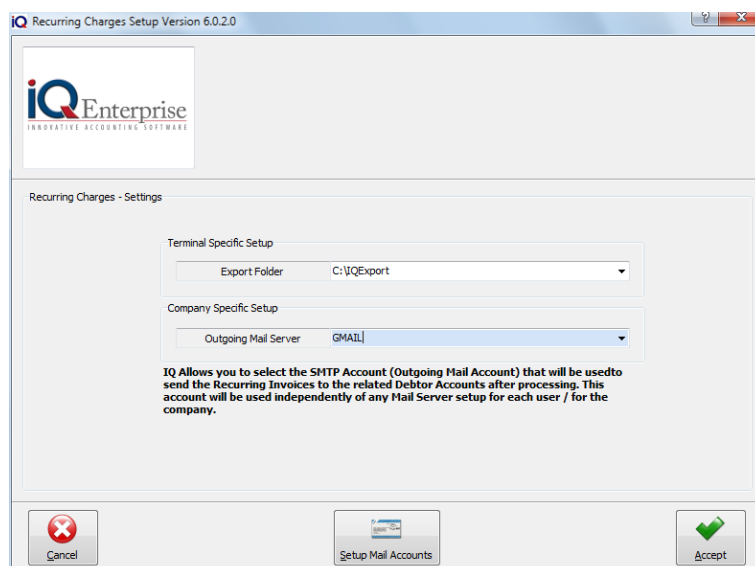 iQ Recurring Charges Setup Version 6.0.2.0
iQ Enterprise
INNOVATIVE ACCOUNTING SOFTWARE
Recurring Charges - Settings
Terminal Specific Setup
Export Folder C:\IQExport
Company Specific Setup
Outgoing Mail Server GMAIL
IQ Allows you to select the SMTP Account (Outgoing Mail Account) that will be usedto
send the Recurring Invoices to the related Debtor Accounts after processing. This
account will be used independently of any Mail Server setup for each user / for the
company.
Cancel Setup Mail Accounts Accept